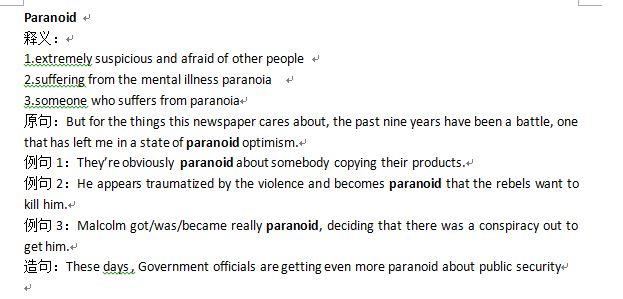 Paranoid
释义：
1.extremely suspicious and afraid of other people
2.suffering from the mental illness paranoia
3.someone who suffers from paranoia
原句：But for the things this newspaper cares about, the past nine years have been a battle, one
that has left me in a state of paranoid optimism.
例句 1：They're obviously paranoid about somebody copying their products.
例句 2：He appears traumatized by the violence and becomes paranoid that the rebels want to
kill him.
例句 3：Malcolm got/was/became really paranoid, deciding that there was a conspiracy out to
get him.
造句：These days, Government officials are getting even more paranoid about public security